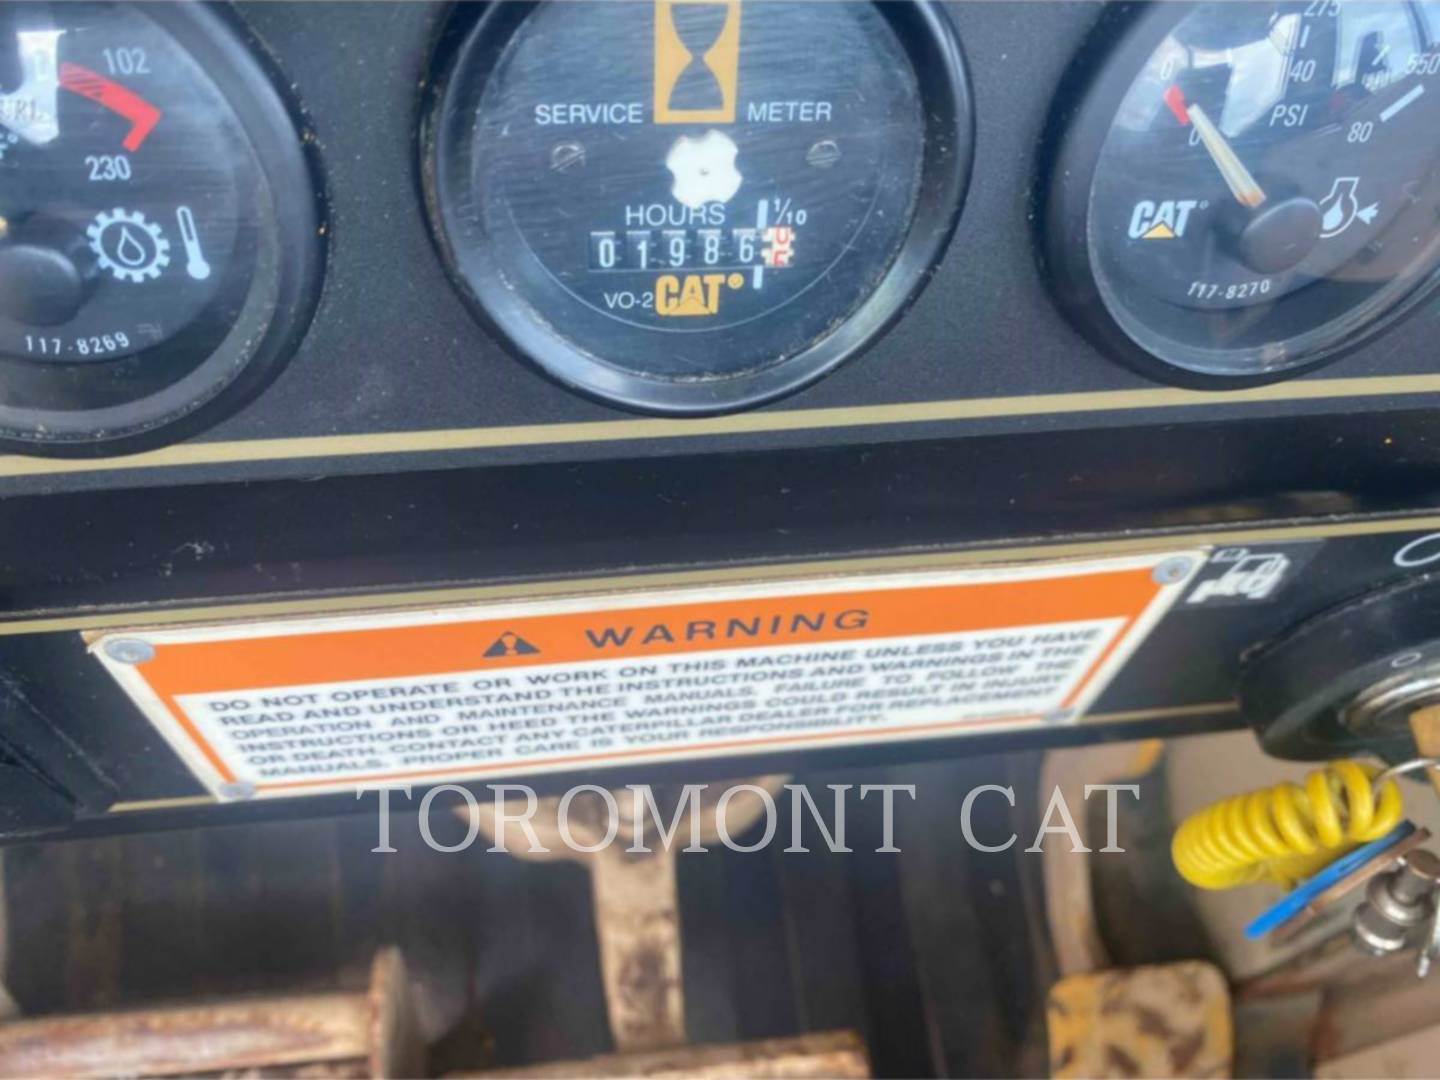 102
230
117-8269
SERVICE METER
HOURS 1/10
01986
VO-2 CAT
0 275 550
0 40 80
PSI
CAT
117-8270
WARNING
DO NOT OPERATE OR WORK ON THIS MACHINE UNLESS YOU HAVE
READ AND UNDERSTAND THE INSTRUCTIONS AND WARNINGS IN THE
OPERATION AND MAINTENANCE MANUALS. FAILURE TO FOLLOW THE
INSTRUCTIONS OR HEED THE WARNINGS COULD RESULT IN INJURY
OR DEATH. CONTACT ANY CATERPILLAR DEALER FOR REPLACEMENT
MANUALS. PROPER CARE IS YOUR RESPONSIBILITY.
TOROMONT CAT